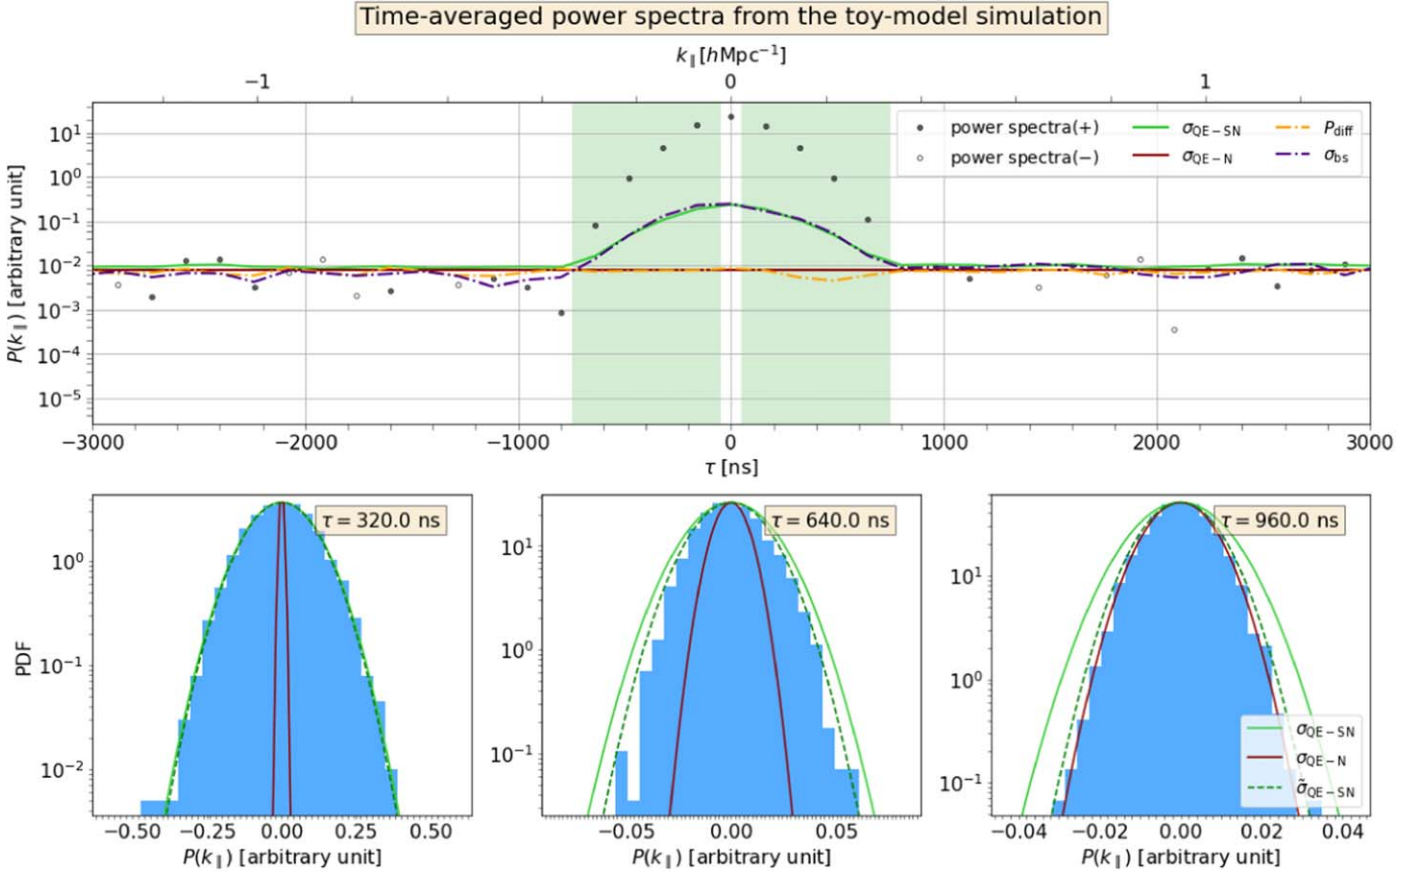 Time-averaged power spectra from the toy-model simulation
k∥[hMpc⁻¹]
−1 0 1
P(k∥) [arbitrary unit]
10¹
10⁰
10⁻¹
10⁻²
10⁻³
10⁻⁴
10⁻⁵
power spectra(+)
power spectra(−)
σQE−SN
σQE−N
Pdiff
σbs
−3000 −2000 −1000 0 1000 2000 3000
τ [ns]
PDF
τ = 320.0 ns
10⁰
10⁻¹
10⁻²
−0.50 −0.25 0.00 0.25 0.50
P(k∥) [arbitrary unit]
τ = 640.0 ns
10¹
10⁰
10⁻¹
−0.05 0.00 0.05
P(k∥) [arbitrary unit]
τ = 960.0 ns
10¹
10⁰
10⁻¹
σQE−SN
σQE−N
σ̃QE−SN
−0.04 −0.02 0.00 0.02 0.04
P(k∥) [arbitrary unit]